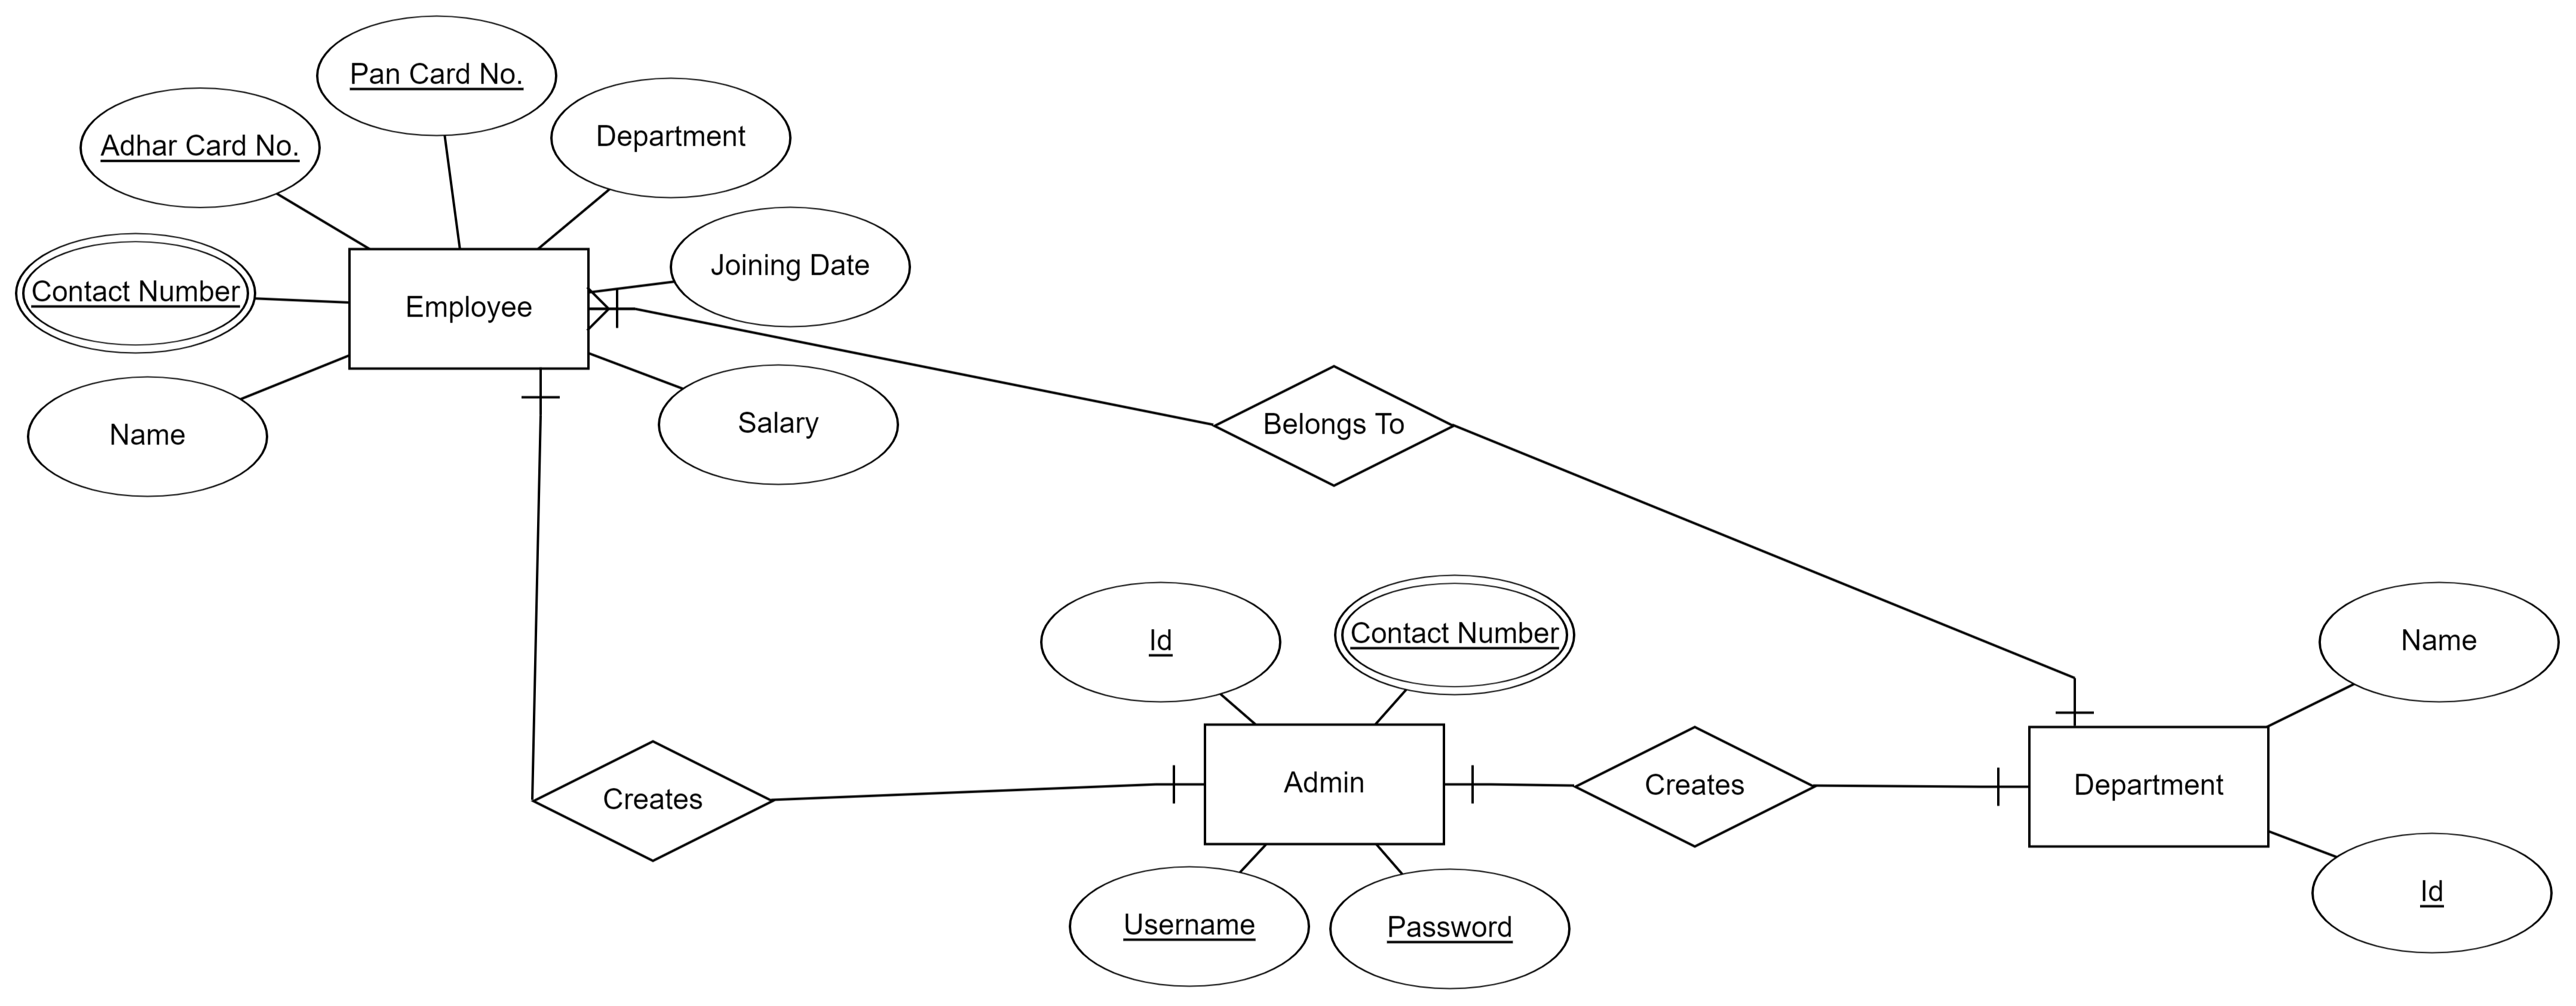 Pan Card No.
Adhar Card No.
Department
Joining Date
Contact Number
Employee
Name
Salary
Belongs To
Id
Contact Number
Name
Creates
Admin
Creates
Department
Username
Password
Id